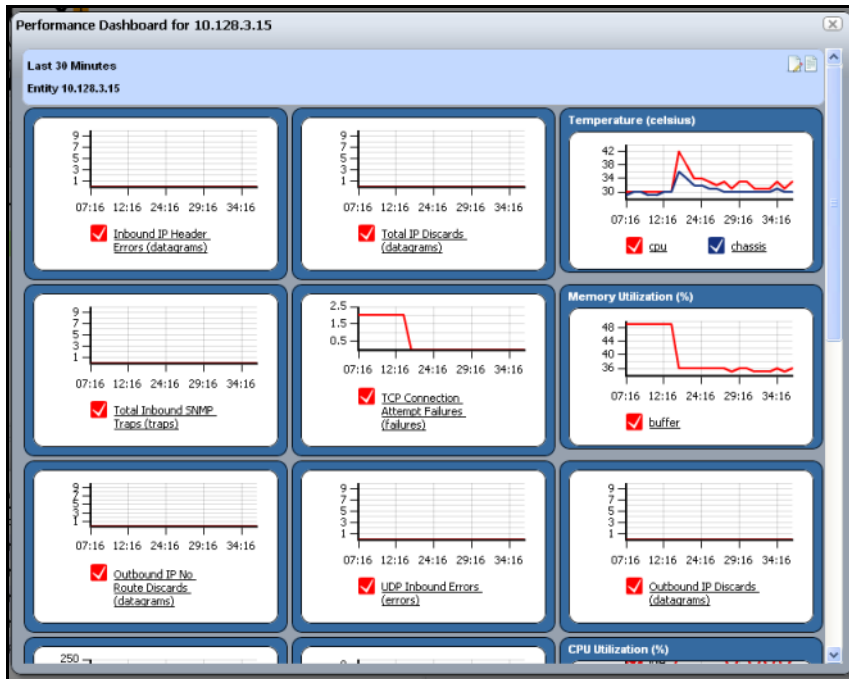 Performance Dashboard for 10.128.3.15
Last 30 Minutes
Entity 10.128.3.15
9
7
5
3
1
07:16 12:16 24:16 29:16 34:16
Inbound IP Header
Errors (datagrams)
9
7
5
3
1
07:16 12:16 24:16 29:16 34:16
Total IP Discards
(datagrams)
Temperature (celsius)
42
38
34
30
07:16 12:16 24:16 29:16 34:16
cpu chassis
9
7
5
3
1
07:16 12:16 24:16 29:16 34:16
Total Inbound SNMP
Traps (traps)
2.5
1.5
0.5
07:16 12:16 24:16 29:16 34:16
TCP Connection
Attempt Failures
(failures)
Memory Utilization (%)
48
44
40
36
07:16 12:16 24:16 29:16 34:16
buffer
9
7
5
3
1
07:16 12:16 24:16 29:16 34:16
Outbound IP No
Route Discards
(datagrams)
9
7
5
3
1
07:16 12:16 24:16 29:16 34:16
UDP Inbound Errors
(errors)
9
7
5
3
1
07:16 12:16 24:16 29:16 34:16
Outbound IP Discards
(datagrams)
250
CPU Utilization (%)